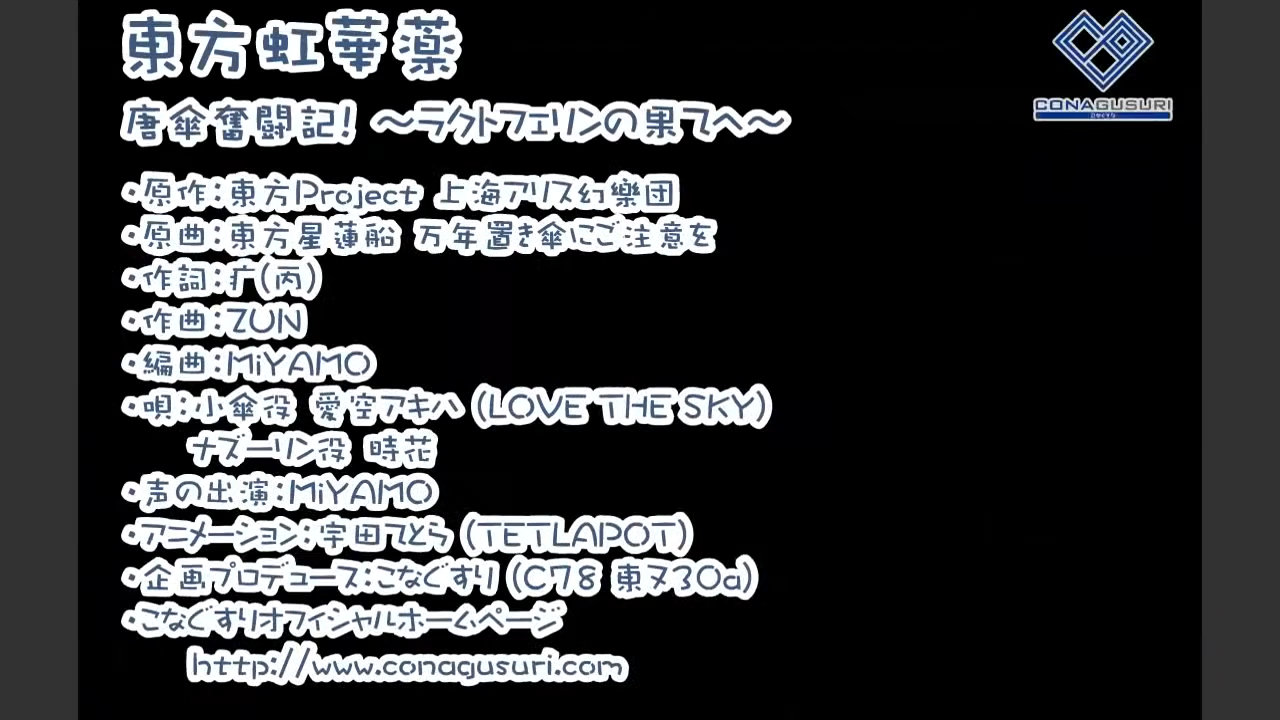 東方虹華薬
CONAGUSURI
こなぐすり
唐傘奮闘記! ～ラクトフェリンの果てへ～
・原作:東方Project 上海アリス幻樂団
・原曲:東方星蓮船 万年置き傘にご注意を
・作詞:疒(丙)
・作曲:ZUN
・編曲:MiYAMO
・唄:小傘役 愛空アキハ (LOVE THE SKY)
ナズーリン役 時花
・声の出演:MiYAMO
・アニメーション:宇田てとら (TETLAPOT)
・企画プロデュース:こなぐすり (C78 東ヌ30a)
・こなぐすりオフィシャルホームページ
http://www.conagusuri.com